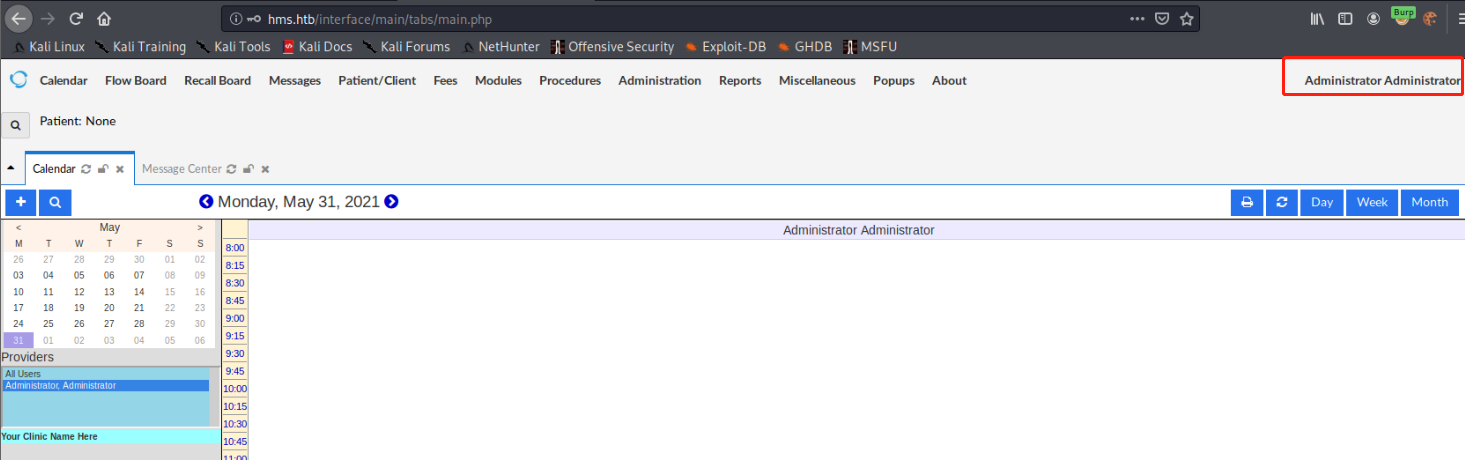 hms.htb/interface/main/tabs/main.php
Burp
Kali Linux Kali Training Kali Tools Kali Docs Kali Forums NetHunter Offensive Security Exploit-DB GHDB MSFU
Calendar Flow Board Recall Board Messages Patient/Client Fees Modules Procedures Administration Reports Miscellaneous Popups About Administrator Administrator
Patient: None
Calendar Message Center
Monday, May 31, 2021 Day Week Month
< May >
M T W T F S S
26 27 28 29 30 01 02
03 04 05 06 07 08 09
10 11 12 13 14 15 16
17 18 19 20 21 22 23
24 25 26 27 28 29 30
31 01 02 03 04 05 06
Providers
All Users
Administrator, Administrator
Your Clinic Name Here
Administrator Administrator
8:00
8:15
8:30
8:45
9:00
9:15
9:30
9:45
10:00
10:15
10:30
10:45
11:00